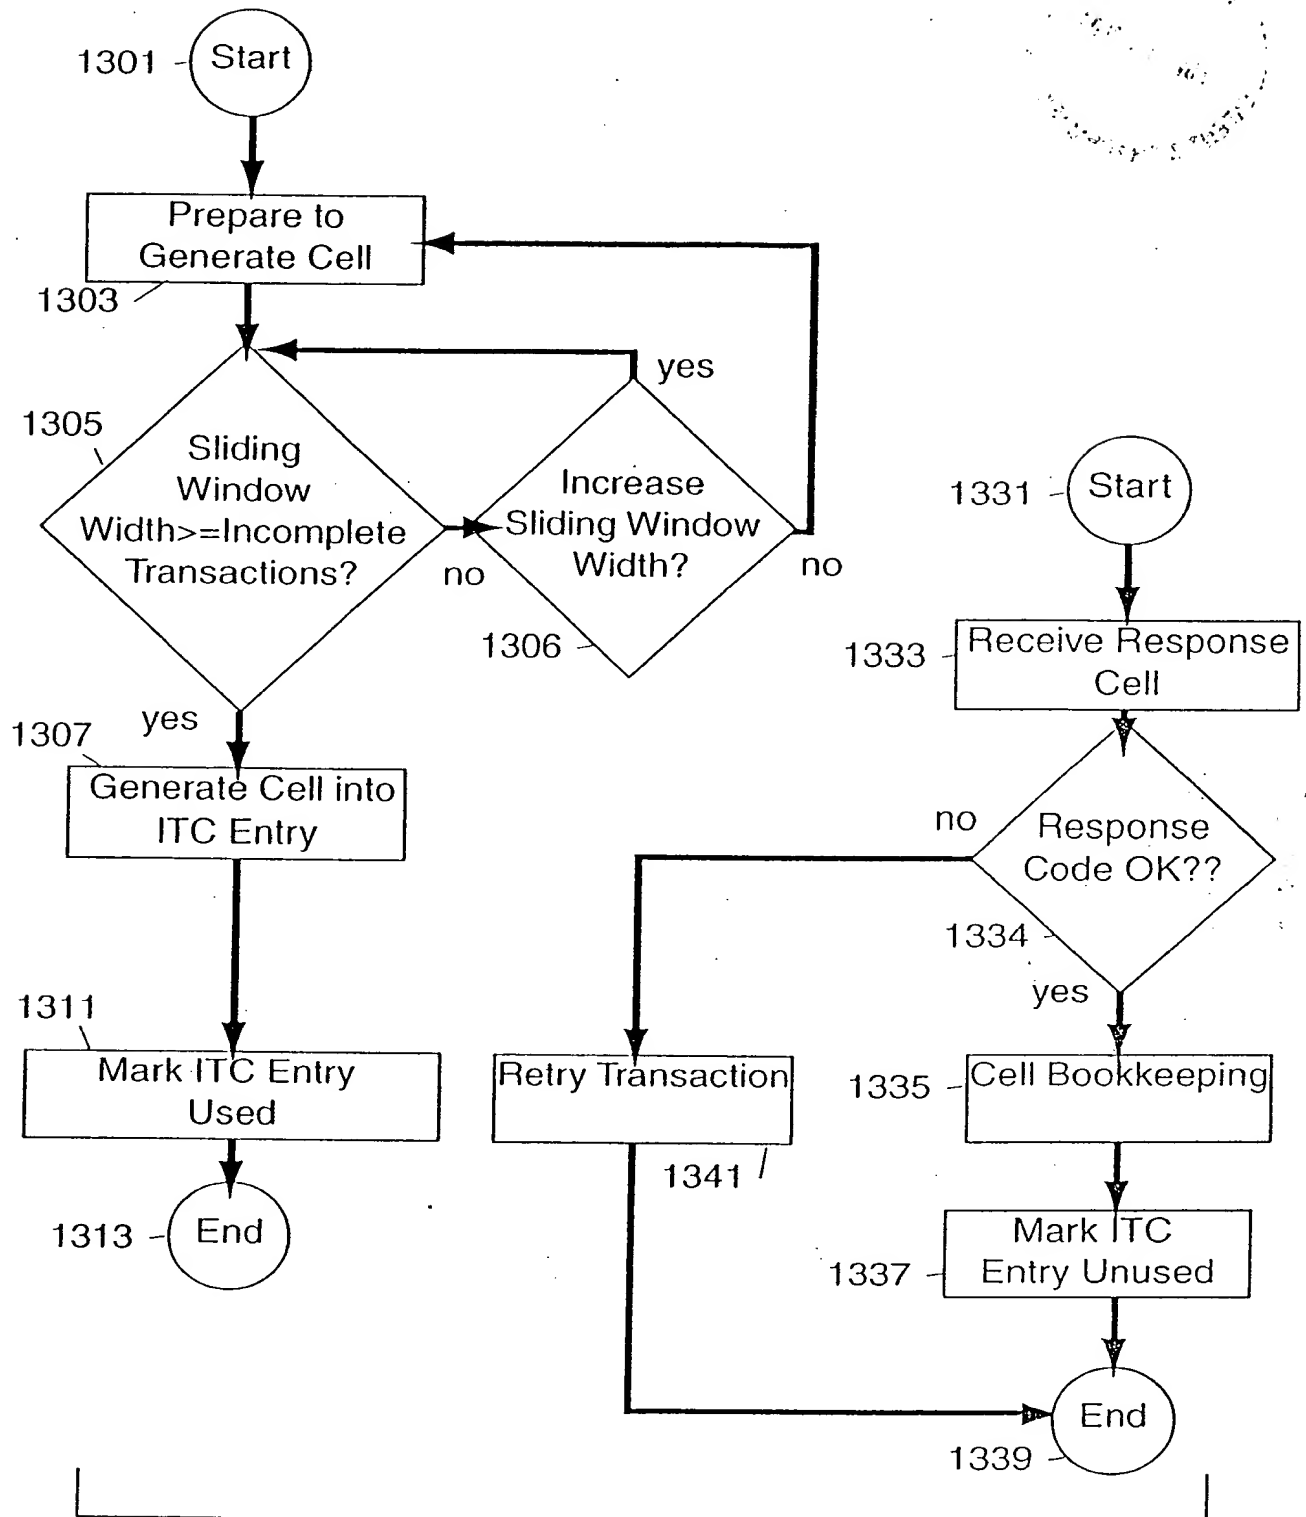 1301
Start
Prepare to
Generate Cell
1303
yes
1305
Sliding
Window
Width>=Incomplete
Transactions?
no
Increase
Sliding Window
Width?
no
1306
yes
1307
Generate Cell into
ITC Entry
1311
Mark ITC Entry
Used
1313
End
1331
Start
1333
Receive Response
Cell
no
Response
Code OK??
1334
yes
Retry Transaction
1341
1335
Cell Bookkeeping
1337
Mark ITC
Entry Unused
End
1339